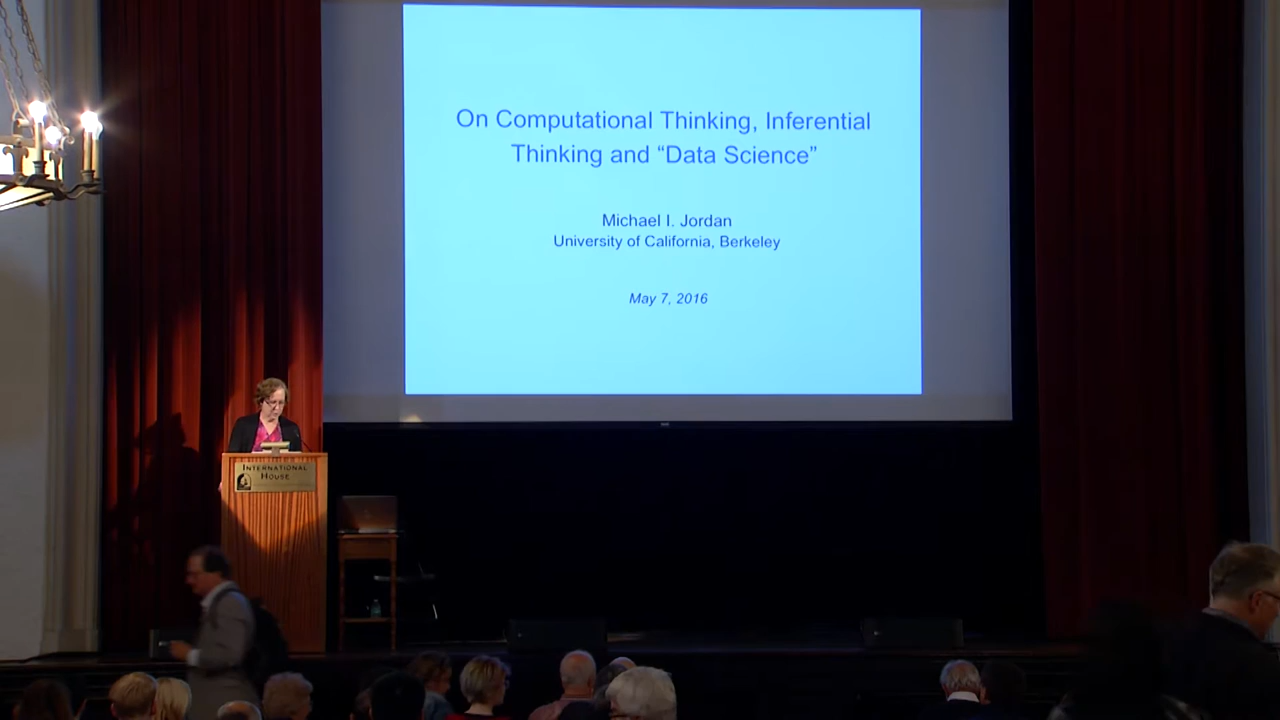 On Computational Thinking, Inferential
Thinking and “Data Science”
Michael I. Jordan
University of California, Berkeley
May 7, 2016
INTERNATIONAL
HOUSE